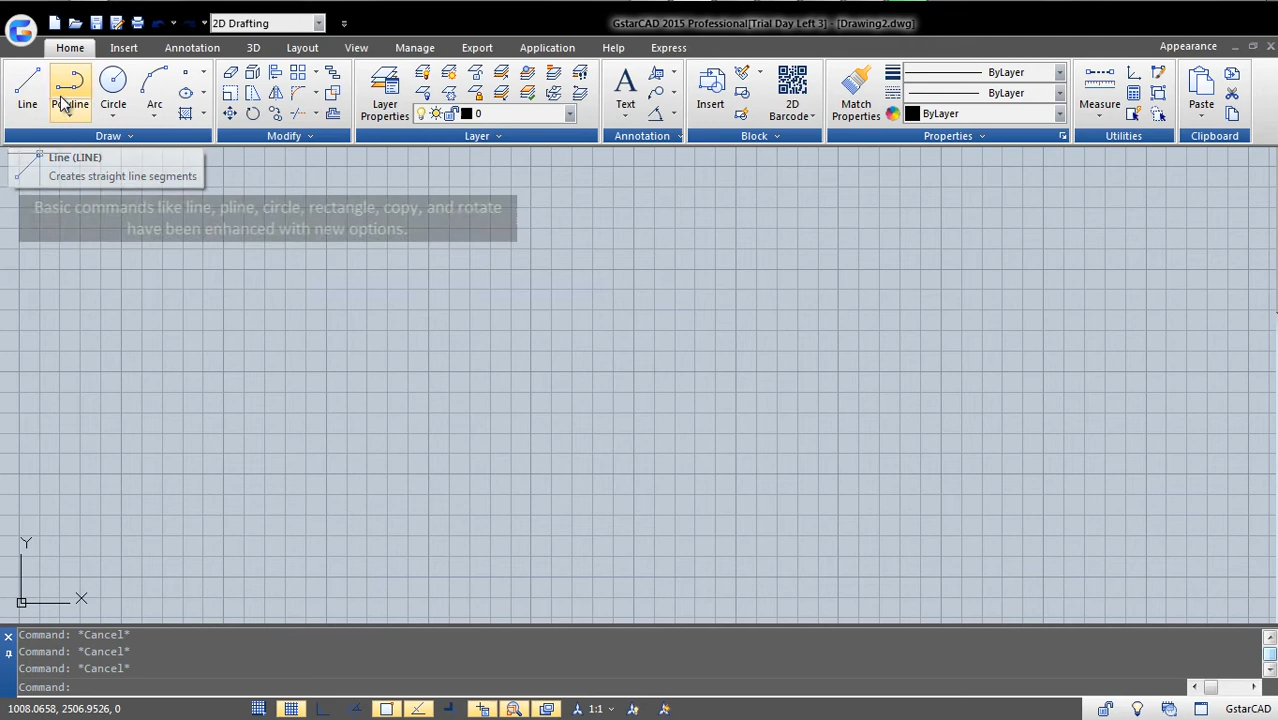 2D Drafting
GstarCAD 2015 Professional[Trial Day Left 3] - [Drawing2.dwg]
Home Insert Annotation 3D Layout View Manage Export Application Help Express Appearance
Line Polyline Circle Arc
Layer Properties
0
Text
Insert
2D Barcode
Match Properties
ByLayer
ByLayer
ByLayer
Measure
Paste
Draw Modify Layer Annotation Block Properties Utilities Clipboard
Line (LINE)
Creates straight line segments
Basic commands like line, pline, circle, rectangle, copy, and rotate
have been enhanced with new options.
Y
X
Command: *Cancel*
Command: *Cancel*
Command: *Cancel*
Command:
1008.0658, 2506.9526, 0
1:1
GstarCAD